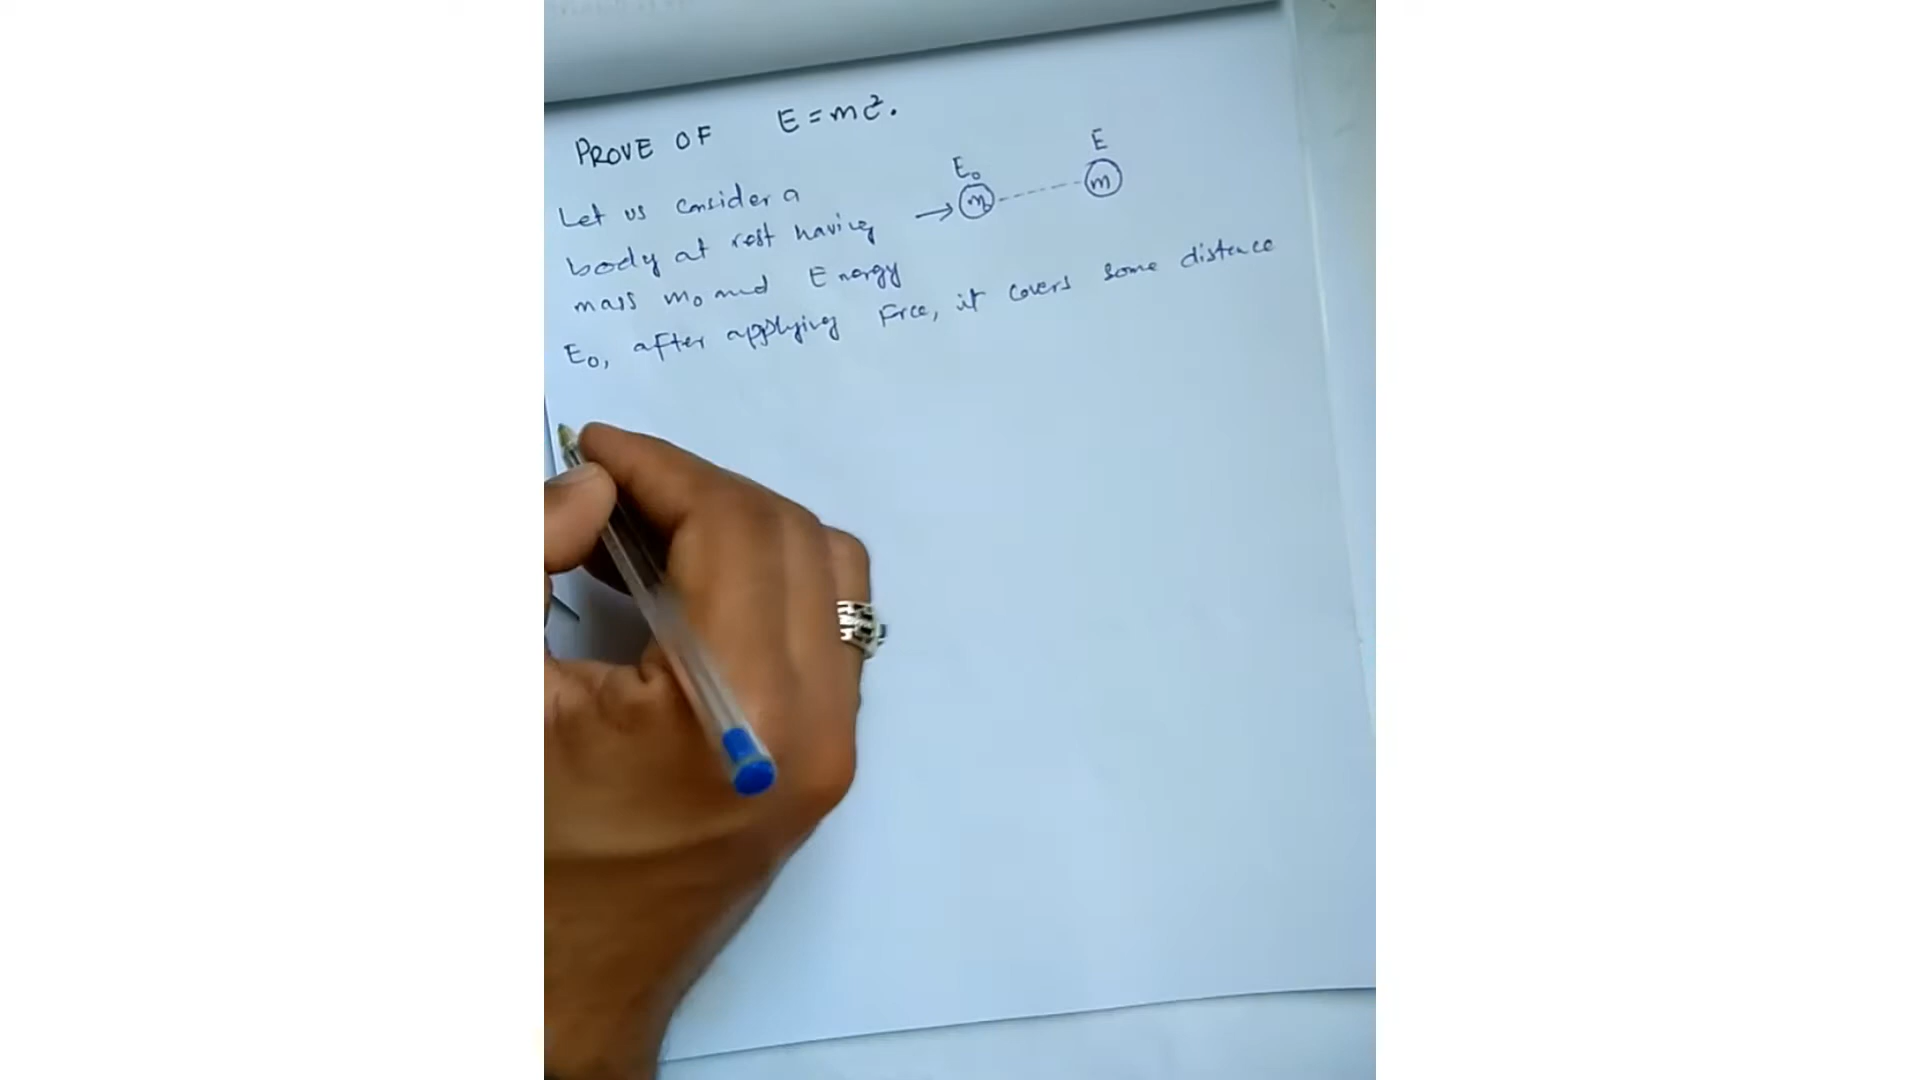 PROVE OF E = mc².
E₀ E
m₀ m
Let us consider a
body at rest having
mass m₀ and Energy
E₀, after applying Frce, it covers some distance